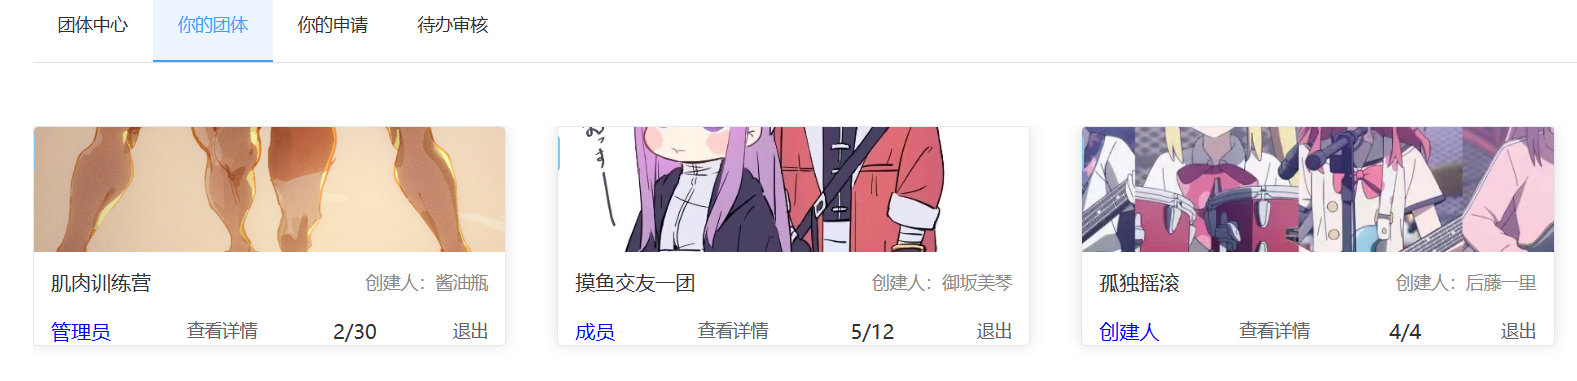 团体中心 你的团体 你的申请 待办审核
むっすー
肌肉训练营 创建人：酱油瓶
管理员 查看详情 2/30 退出
摸鱼交友一团 创建人：御坂美琴
成员 查看详情 5/12 退出
孤独摇滚 创建人：后藤一里
创建人 查看详情 4/4 退出